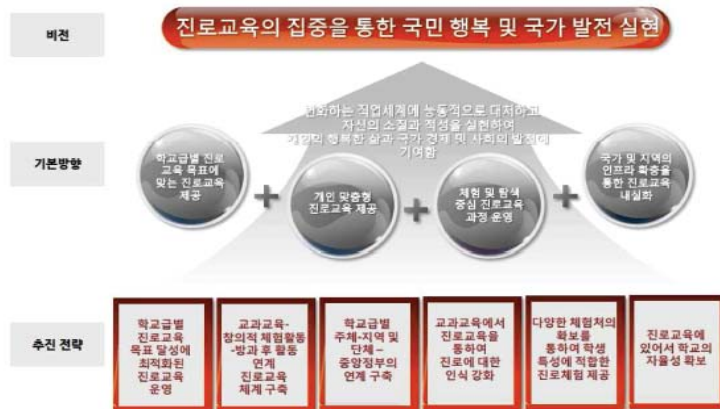 비전
진로교육의 집중을 통한 국민 행복 및 국가 발전 실현
변화하는 직업세계에 능동적으로 대처하고
자신의 소질과 적성을 실현하여
개인의 행복한 삶과 국가 경제 및 사회의 발전에
기여함
기본방향
학교급별 진로
교육 목표에
맞는 진로교육
제공
+
개인 맞춤형
진로교육 제공
+
체험 및 탐색
중심 진로교육
과정 운영
+
국가 및 지역의
인프라 확충을
통한 진로교육
내실화
추진 전략
학교급별
진로교육
목표 달성에
최적화된
진로교육
운영
교과교육-
창의적 체험활동
-방과 후 활동
연계
진로교육
체계 구축
학교급별
주체-지역 및
단체–
중앙정부의
연계 구축
교과교육에서
진로교육을
통하여
진로에 대한
인식 강화
다양한 체험처의
확보를
통하여 학생
특성에 적합한
진로체험 제공
진로교육에
있어서 학교의
자율성 확보